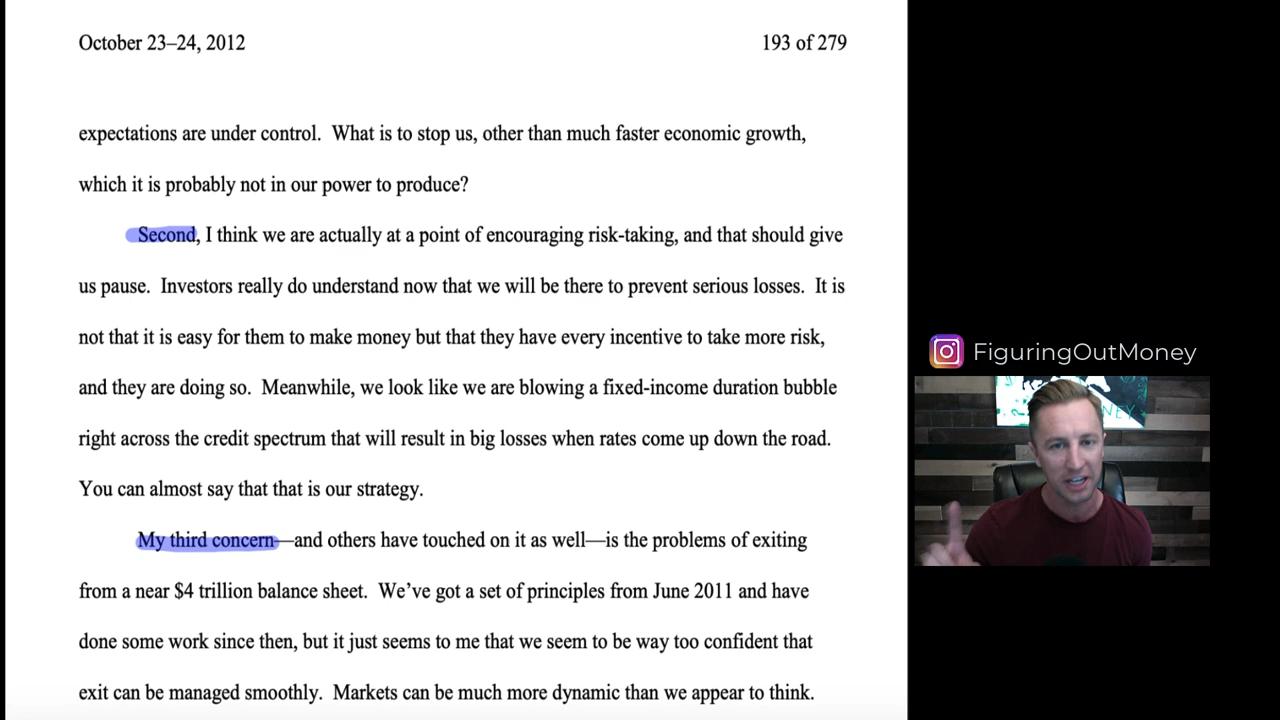 October 23–24, 2012
193 of 279
expectations are under control. What is to stop us, other than much faster economic growth,
which it is probably not in our power to produce?
Second, I think we are actually at a point of encouraging risk-taking, and that should give
us pause. Investors really do understand now that we will be there to prevent serious losses. It is
not that it is easy for them to make money but that they have every incentive to take more risk,
and they are doing so. Meanwhile, we look like we are blowing a fixed-income duration bubble
right across the credit spectrum that will result in big losses when rates come up down the road.
You can almost say that that is our strategy.
My third concern—and others have touched on it as well—is the problems of exiting
from a near $4 trillion balance sheet. We’ve got a set of principles from June 2011 and have
done some work since then, but it just seems to me that we seem to be way too confident that
exit can be managed smoothly. Markets can be much more dynamic than we appear to think.
FiguringOutMoney